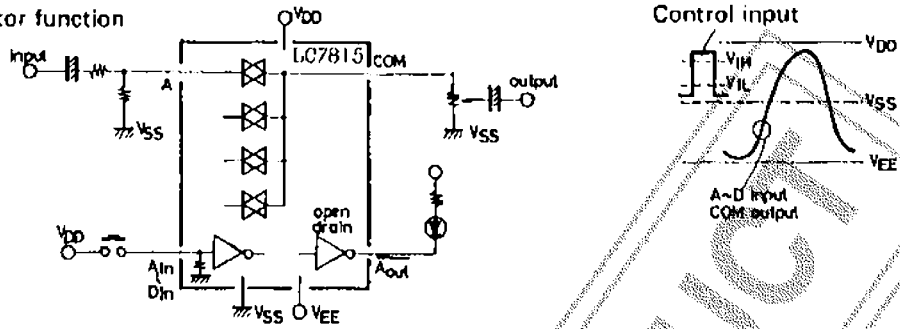 kor function
VDD
Input
LC7815
COM
A
output
VSS
VSS
open
drain
VDD
AIn
DIn
Aout
VSS
VEE
Control input
VDD
VIH
VIL
VSS
VEE
A~D input
COM output